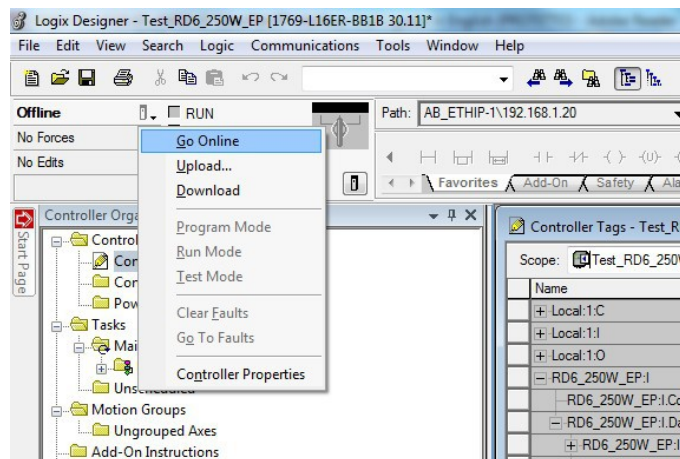 Logix Designer - Test_RD6_250W_EP [1769-L16ER-BB1B 30.11]*
File Edit View Search Logic Communications Tools Window Help
Offline RUN Path: AB_ETHIP-1\192.168.1.20
No Forces
No Edits
Go Online
Upload...
Download
Program Mode
Run Mode
Test Mode
Clear Faults
Go To Faults
Controller Properties
Favorites Add-On Safety Ala
Start Page
Controller Orga
Control
Con
Con
Pow
Tasks
Mai
Unscheduled
Motion Groups
Ungrouped Axes
Add-On Instructions
Controller Tags - Test_R
Scope: Test_RD6_250
Name
Local:1:C
Local:1:I
Local:1:O
RD6_250W_EP:I
RD6_250W_EP:I.Co
RD6_250W_EP:I.Da
RD6_250W_EP:I